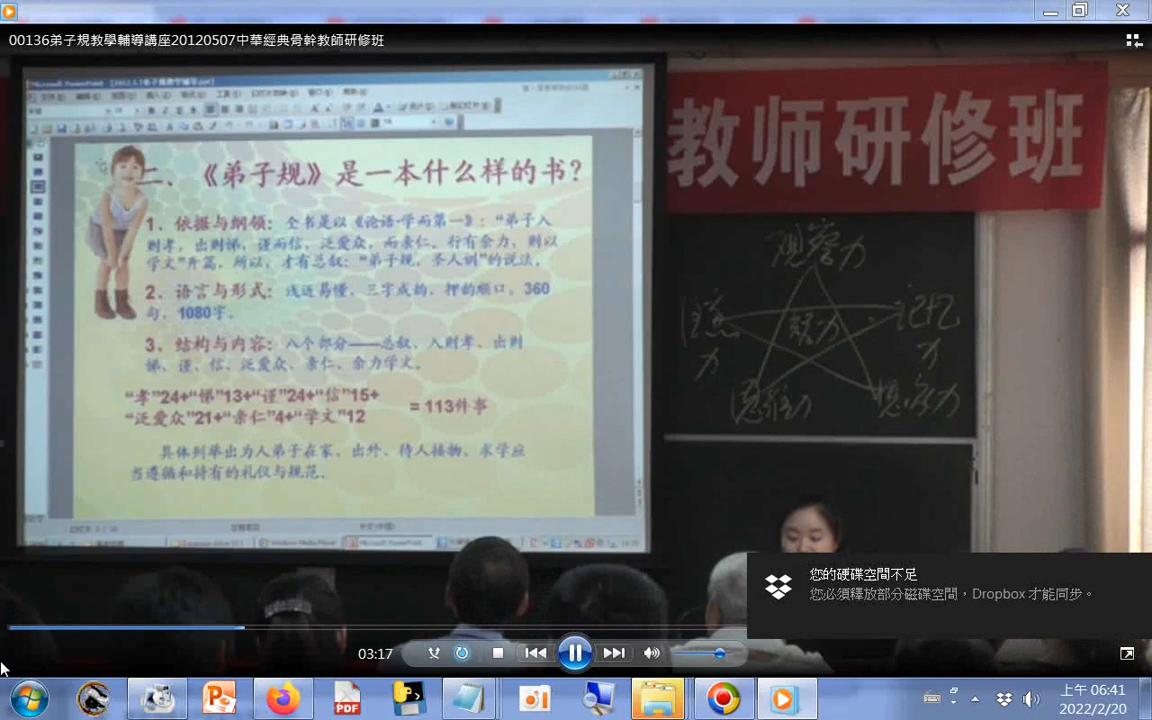 00136弟子規教學輔導講座20120507中華經典骨幹教師研修班
教师研修班
二、《弟子规》是一本什么样的书？
1、依据与纲领：全书是以《论语·学而第一》：“弟子入
则孝，出则悌，谨而信，泛爱众，而亲仁，行有余力，则以
学文”开篇。所以，才有总叙：“弟子规，圣人训”的说法。
2、语言与形式：浅近易懂，三字成韵，押韵顺口，360
句，1080字。
3、结构与内容：八个部分——总叙、入则孝、出则
悌、谨、信、泛爱众、亲仁、余力学文。
“孝”24+“悌”13+“谨”24+“信”15+
“泛爱众”21+“亲仁”4+“学文”12
=113件事
具体列举出为人弟子在家、出外、待人接物、求学应
当遵循和持有的礼仪与规范。
观察力
记忆
力
力
您的硬碟空間不足
您必須釋放部分磁碟空間，Dropbox 才能同步。
03:17
PDF
上午 06:41
2022/2/20